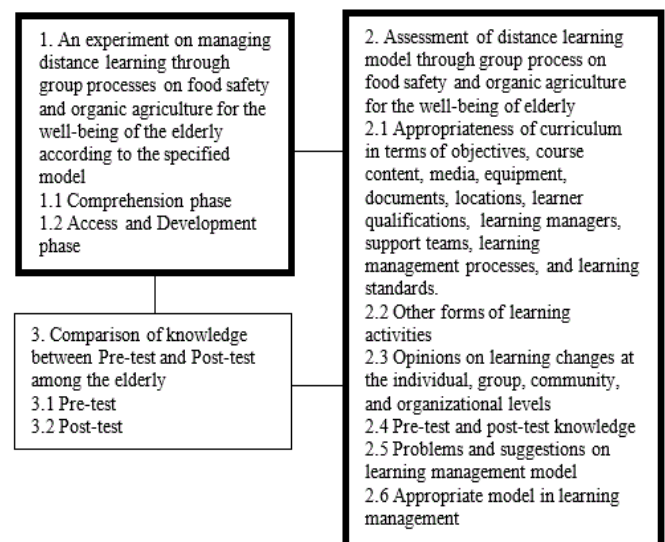 1. An experiment on managing
distance learning through
group processes on food safety
and organic agriculture for the
well-being of the elderly
according to the specified
model
1.1 Comprehension phase
1.2 Access and Development
phase
2. Assessment of distance learning
model through group process on
food safety and organic agriculture
for the well-being of elderly
2.1 Appropriateness of curriculum
in terms of objectives, course
content, media, equipment,
documents, locations, learner
qualifications, learning managers,
support teams, learning
management processes, and learning
standards.
2.2 Other forms of learning
activities
2.3 Opinions on learning changes at
the individual, group, community,
and organizational levels
2.4 Pre-test and post-test knowledge
2.5 Problems and suggestions on
learning management model
2.6 Appropriate model in learning
management
3. Comparison of knowledge
between Pre-test and Post-test
among the elderly
3.1 Pre-test
3.2 Post-test